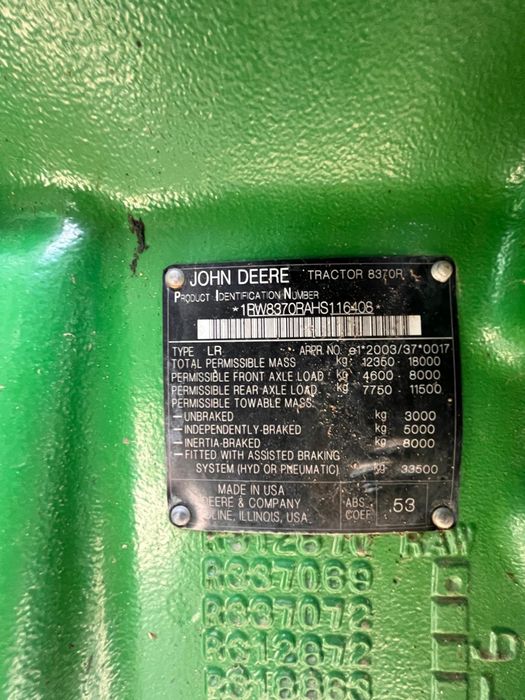 JOHN DEERE TRACTOR 8370R
PRODUCT IDENTIFICATION NUMBER
*1RW8370RAHS116408*
TYPE LR APPR. NO. e1*2003/37*0017
TOTAL PERMISSIBLE MASS kg 12350 - 18000
PERMISSIBLE FRONT AXLE LOAD kg 4600 - 8000
PERMISSIBLE REAR AXLE LOAD kg 7750 - 11500
PERMISSIBLE TOWABLE MASS:
- UNBRAKED kg 3000
- INDEPENDENTLY-BRAKED kg 5000
- INERTIA-BRAKED kg 8000
- FITTED WITH ASSISTED BRAKING
SYSTEM (HYD OR PNEUMATIC) kg 33500
MADE IN USA
DEERE & COMPANY
MOLINE, ILLINOIS, USA
ABS.
COEF. .53
RAW
R337069
R337072
R312872